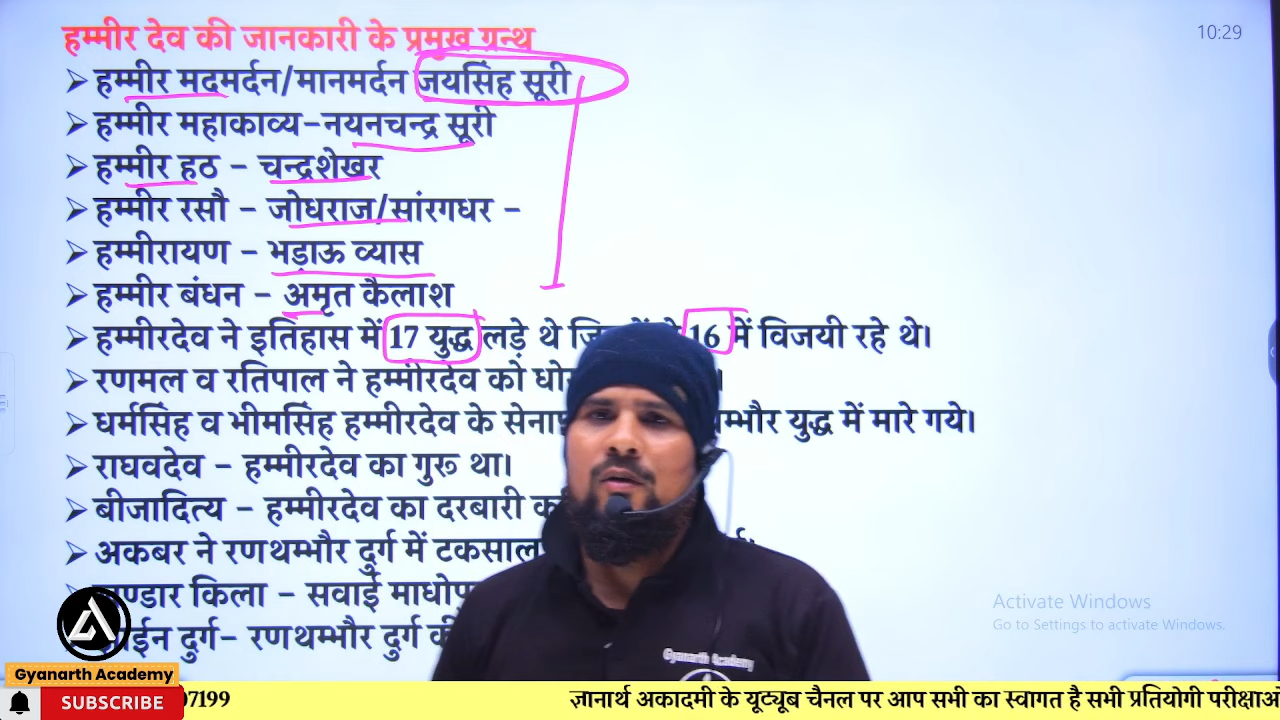 हम्मीर देव की जानकारी के प्रमुख ग्रन्थ
10:29
➢ हम्मीर मदमर्दन/मानमर्दन जयसिंह सूरी
➢ हम्मीर महाकाव्य-नयनचन्द्र सूरी
➢ हम्मीर हठ - चन्द्रशेखर
➢ हम्मीर रसौ - जोधराज/सांरगधर -
➢ हम्मीरायण - भड़ाऊ व्यास
➢ हम्मीर बंधन - अमृत कैलाश
➢ हम्मीरदेव ने इतिहास में 17 युद्ध लड़े थे 16 में विजयी रहे थे।
➢ रणमल व रतिपाल ने हम्मीरदेव को
➢ धर्मसिंह व भीमसिंह हम्मीरदेव के युद्ध में मारे गये।
➢ राघवदेव - हम्मीरदेव का गुरू था।
➢ बीजादित्य - हम्मीरदेव का दरबारी
➢ अकबर ने रणथम्भौर दुर्ग में टकसाल
किला - सवाई
दुर्ग- रणथम्भौर दुर्ग
Activate Windows
Go to Settings to activate Windows.
Gyanarth Academy
Gyanarth Academy
SUBSCRIBE
7199 ज्ञानार्थ अकादमी के यूट्यूब चैनल पर आप सभी का स्वागत है सभी प्रतियोगी